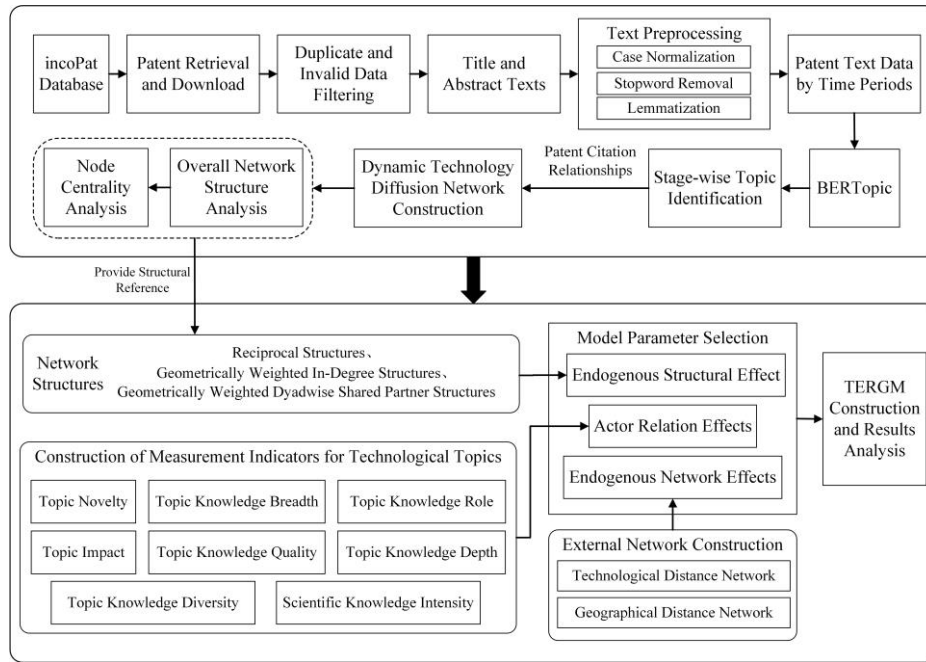 incoPat
Database
Patent Retrieval
and Download
Duplicate and
Invalid Data
Filtering
Title and
Abstract Texts
Text Preprocessing
Case Normalization
Stopword Removal
Lemmatization
Patent Text Data
by Time Periods
Node
Centrality
Analysis
Overall Network
Structure
Analysis
Dynamic Technology
Diffusion Network
Construction
Patent Citation
Relationships
Stage-wise Topic
Identification
BERTopic
Provide Structural
Reference
Network
Structures
Reciprocal Structures、
Geometrically Weighted In-Degree Structures、
Geometrically Weighted Dyadwise Shared Partner Structures
Model Parameter Selection
Endogenous Structural Effect
Actor Relation Effects
Endogenous Network Effects
TERGM
Construction
and Results
Analysis
Construction of Measurement Indicators for Technological Topics
Topic Novelty
Topic Knowledge Breadth
Topic Knowledge Role
Topic Impact
Topic Knowledge Quality
Topic Knowledge Depth
Topic Knowledge Diversity
Scientific Knowledge Intensity
External Network Construction
Technological Distance Network
Geographical Distance Network